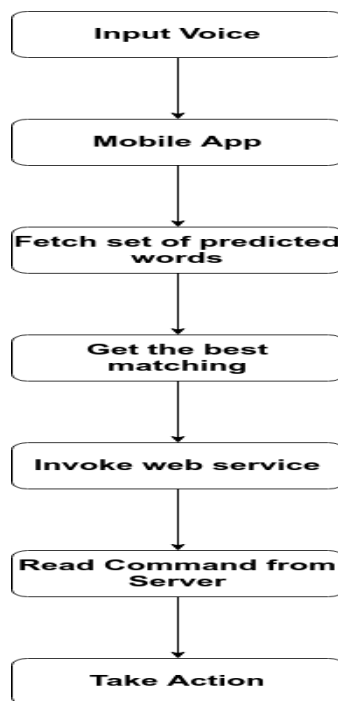 Input Voice
Mobile App
Fetch set of predicted
words
Get the best
matching
Invoke web service
Read Command from
Server
Take Action